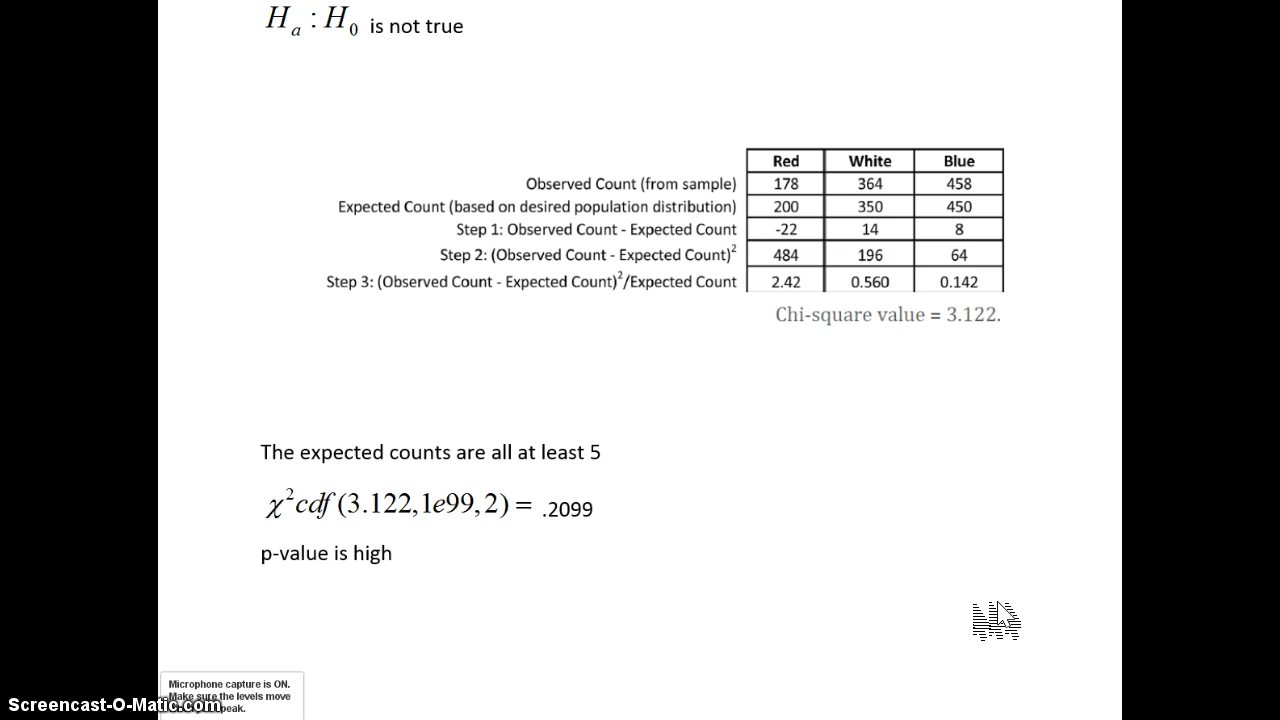 H_a : H_0 is not true
Red White Blue
Observed Count (from sample) 178 364 458
Expected Count (based on desired population distribution) 200 350 450
Step 1: Observed Count - Expected Count -22 14 8
Step 2: (Observed Count - Expected Count)² 484 196 64
Step 3: (Observed Count - Expected Count)²/Expected Count 2.42 0.560 0.142
Chi-square value = 3.122.
The expected counts are all at least 5
χ²cdf(3.122,1e99,2) = .2099
p-value is high
Microphone capture is ON.
Make sure the levels move
peak.
Screencast-O-Matic.com